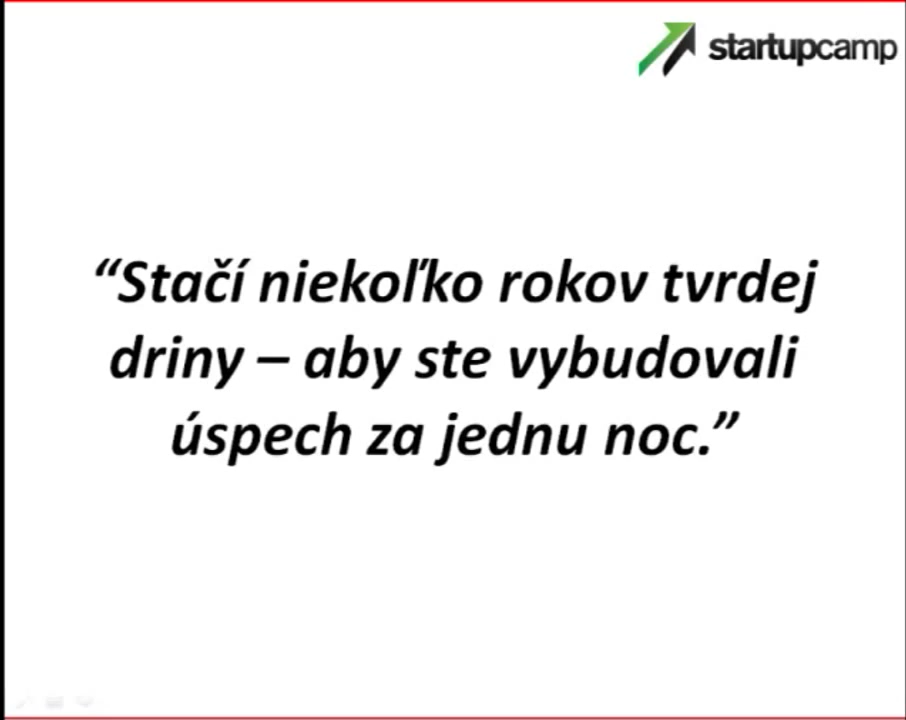 startupcamp
“Stačí niekoľko rokov tvrdej
driny – aby ste vybudovali
úspech za jednu noc.”